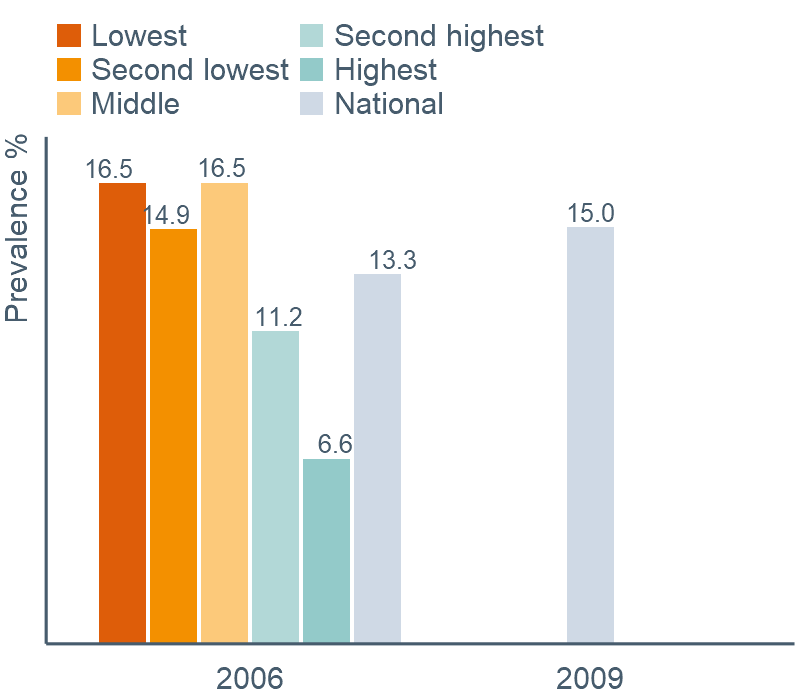 Lowest
Second lowest
Middle
Second highest
Highest
National
Prevalence %
16.5
14.9
16.5
11.2
6.6
13.3
15.0
2006
2009